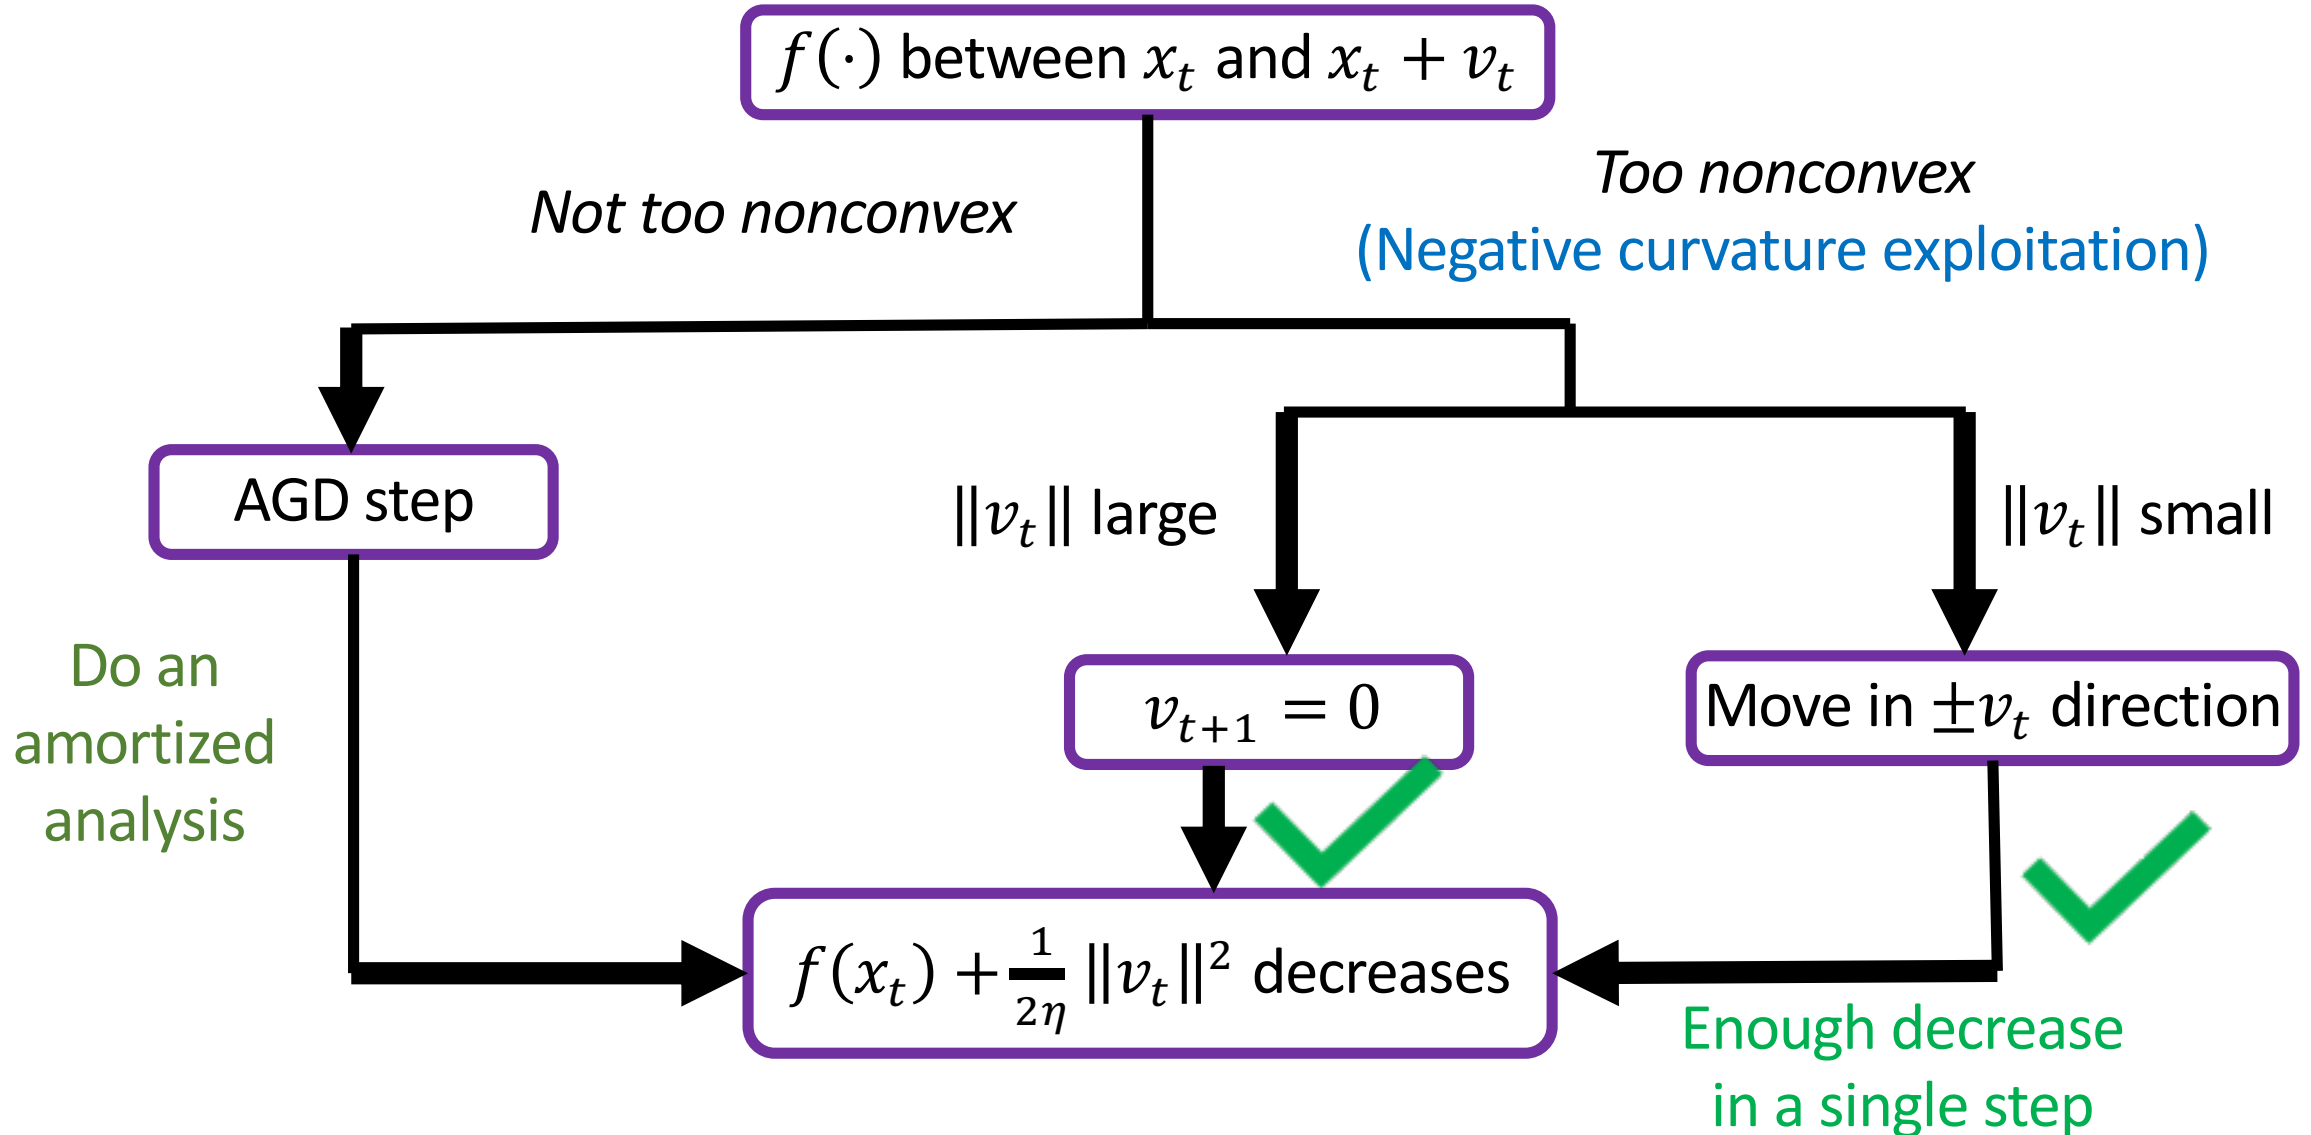 f(·) between x_t and x_t + v_t
Not too nonconvex
Too nonconvex
(Negative curvature exploitation)
AGD step
‖v_t‖ large
‖v_t‖ small
Do an
amortized
analysis
v_{t+1} = 0
Move in ±v_t direction
f(x_t) + \frac{1}{2η} ‖v_t‖² decreases
Enough decrease
in a single step